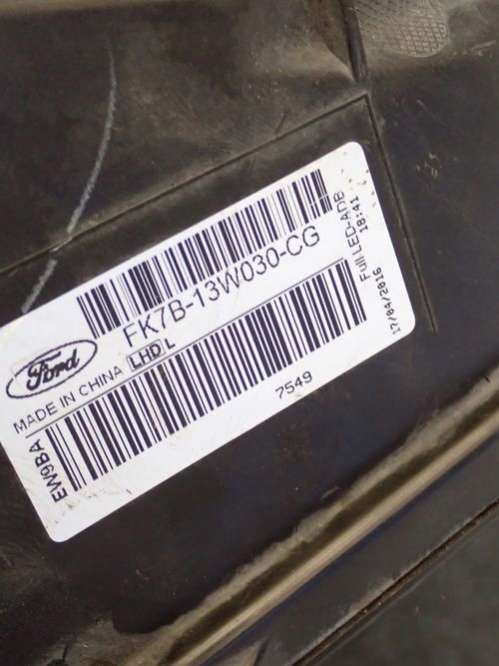 FK7B-13W030-CG
Ford
MADE IN CHINA LHD L
EW9BA
7549
Full LED-ADB
17/04/2016 18:41